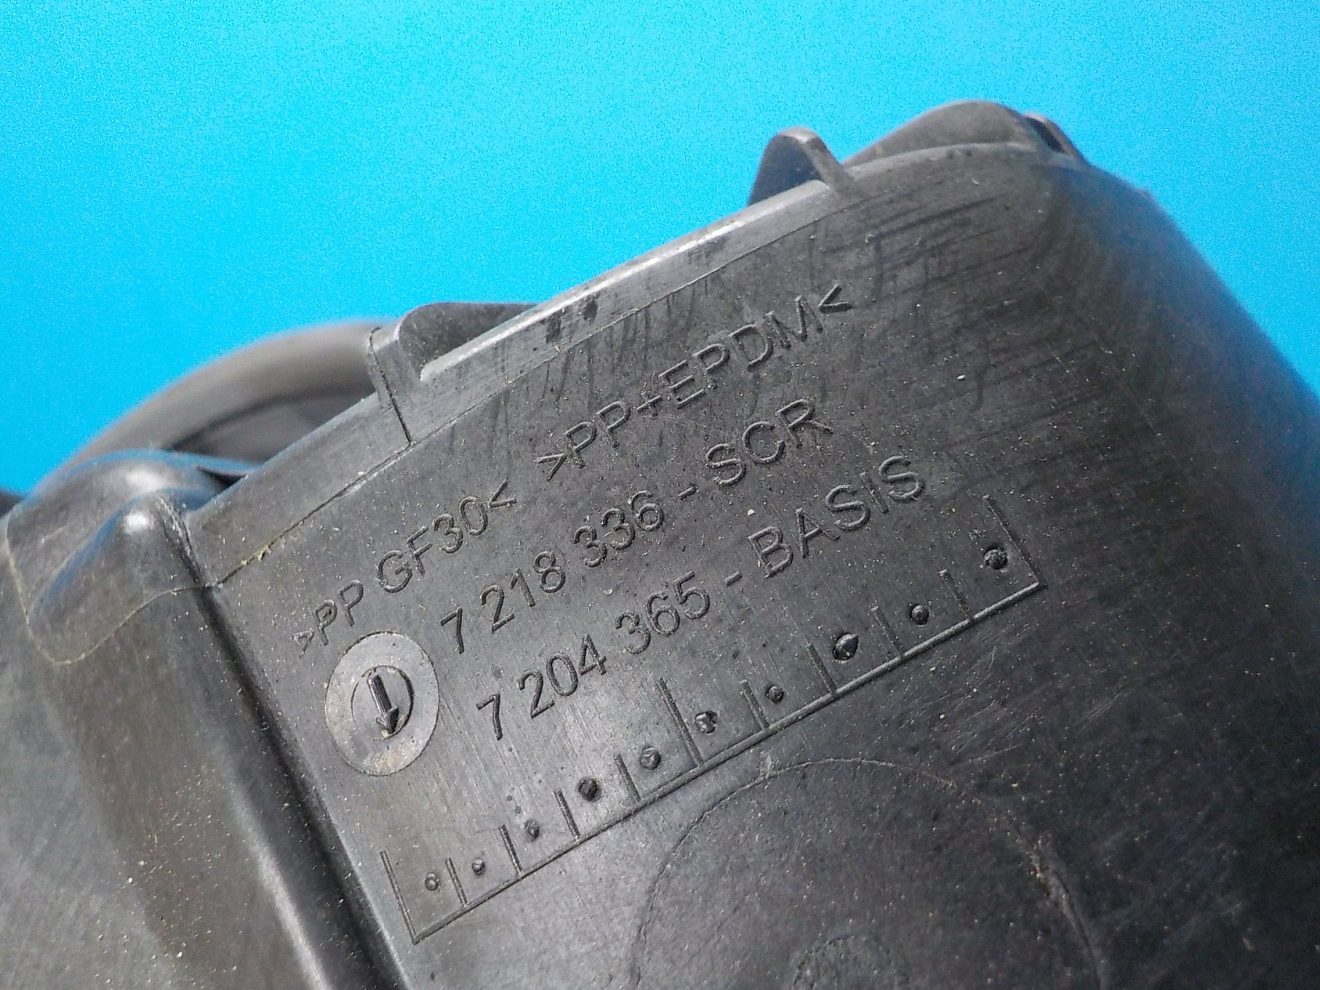 >PP GF30< >PP+EPDM<
7 218 336 - SCR
7 204 365 - BASIS